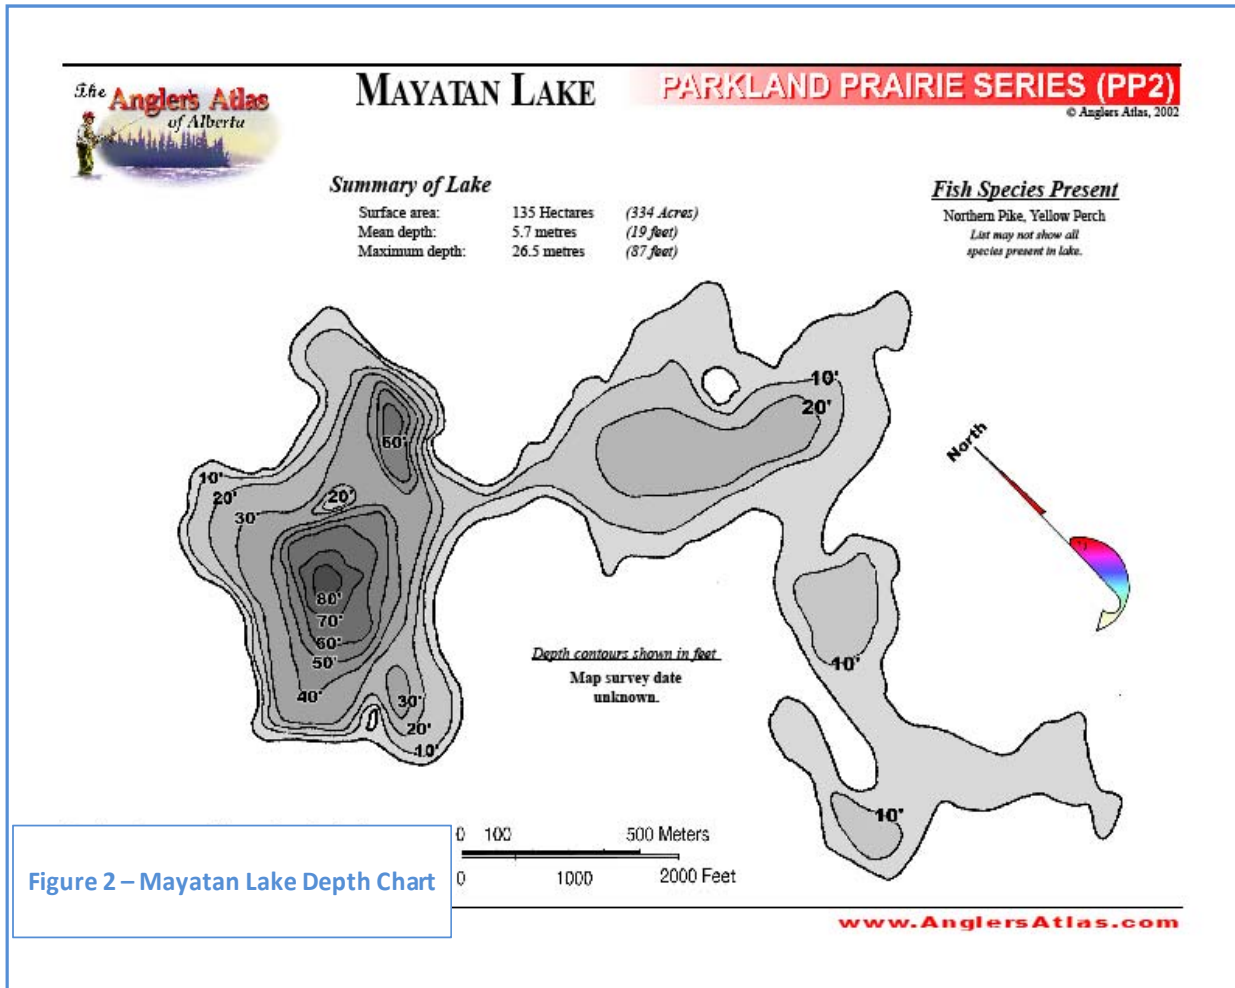 The Angler's Atlas
of Alberta
MAYATAN LAKE
PARKLAND PRAIRIE SERIES (PP2)
© Anglers Atlas, 2002
Summary of Lake
Surface area: 135 Hectares (334 Acres)
Mean depth: 5.7 metres (19 feet)
Maximum depth: 26.5 metres (87 feet)
Fish Species Present
Northern Pike, Yellow Perch
List may not show all
species present in lake.
10'
20'
60'
10'
20'
30'
20'
North
80'
70'
60'
50'
40'
30'
20'
10'
10'
10'
Depth contours shown in feet
Map survey date
unknown.
0 100 500 Meters
0 1000 2000 Feet
Figure 2 – Mayatan Lake Depth Chart
www.AnglersAtlas.com